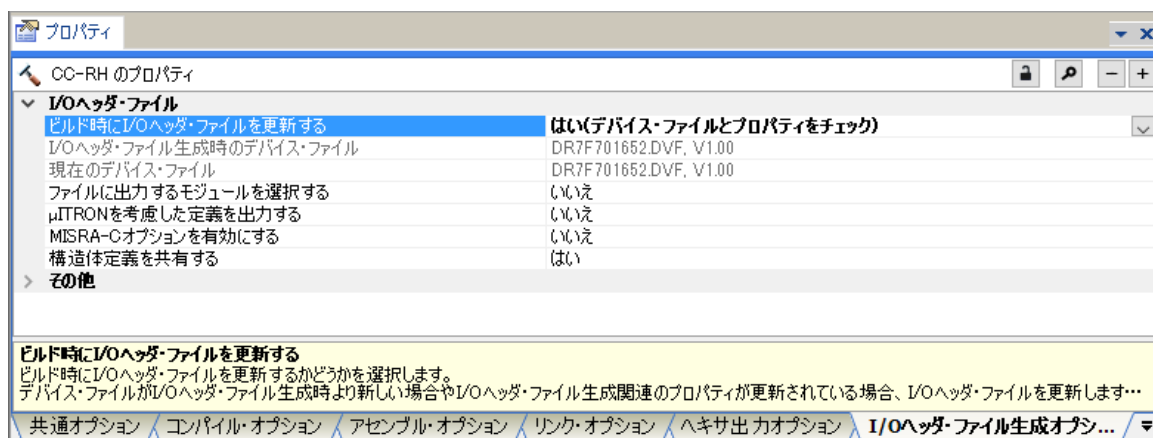 プロパティ
CC-RH のプロパティ
I/Oヘッダ・ファイル
ビルド時にI/Oヘッダ・ファイルを更新する はい(デバイス・ファイルとプロパティをチェック)
I/Oヘッダ・ファイル生成時のデバイス・ファイル DR7F701652.DVF, V1.00
現在のデバイス・ファイル DR7F701652.DVF, V1.00
ファイルに出力するモジュールを選択する いいえ
μITRONを考慮した定義を出力する いいえ
MISRA-Cオプションを有効にする いいえ
構造体定義を共有する はい
その他
ビルド時にI/Oヘッダ・ファイルを更新する
ビルド時にI/Oヘッダ・ファイルを更新するかどうかを選択します。
デバイス・ファイルがI/Oヘッダ・ファイル生成時より新しい場合やI/Oヘッダ・ファイル生成関連のプロパティが更新されている場合、I/Oヘッダ・ファイルを更新します…
共通オプション / コンパイル・オプション / アセンブル・オプション / リンク・オプション / ヘキサ出力オプション \ I/Oヘッダ・ファイル生成オプシ... /